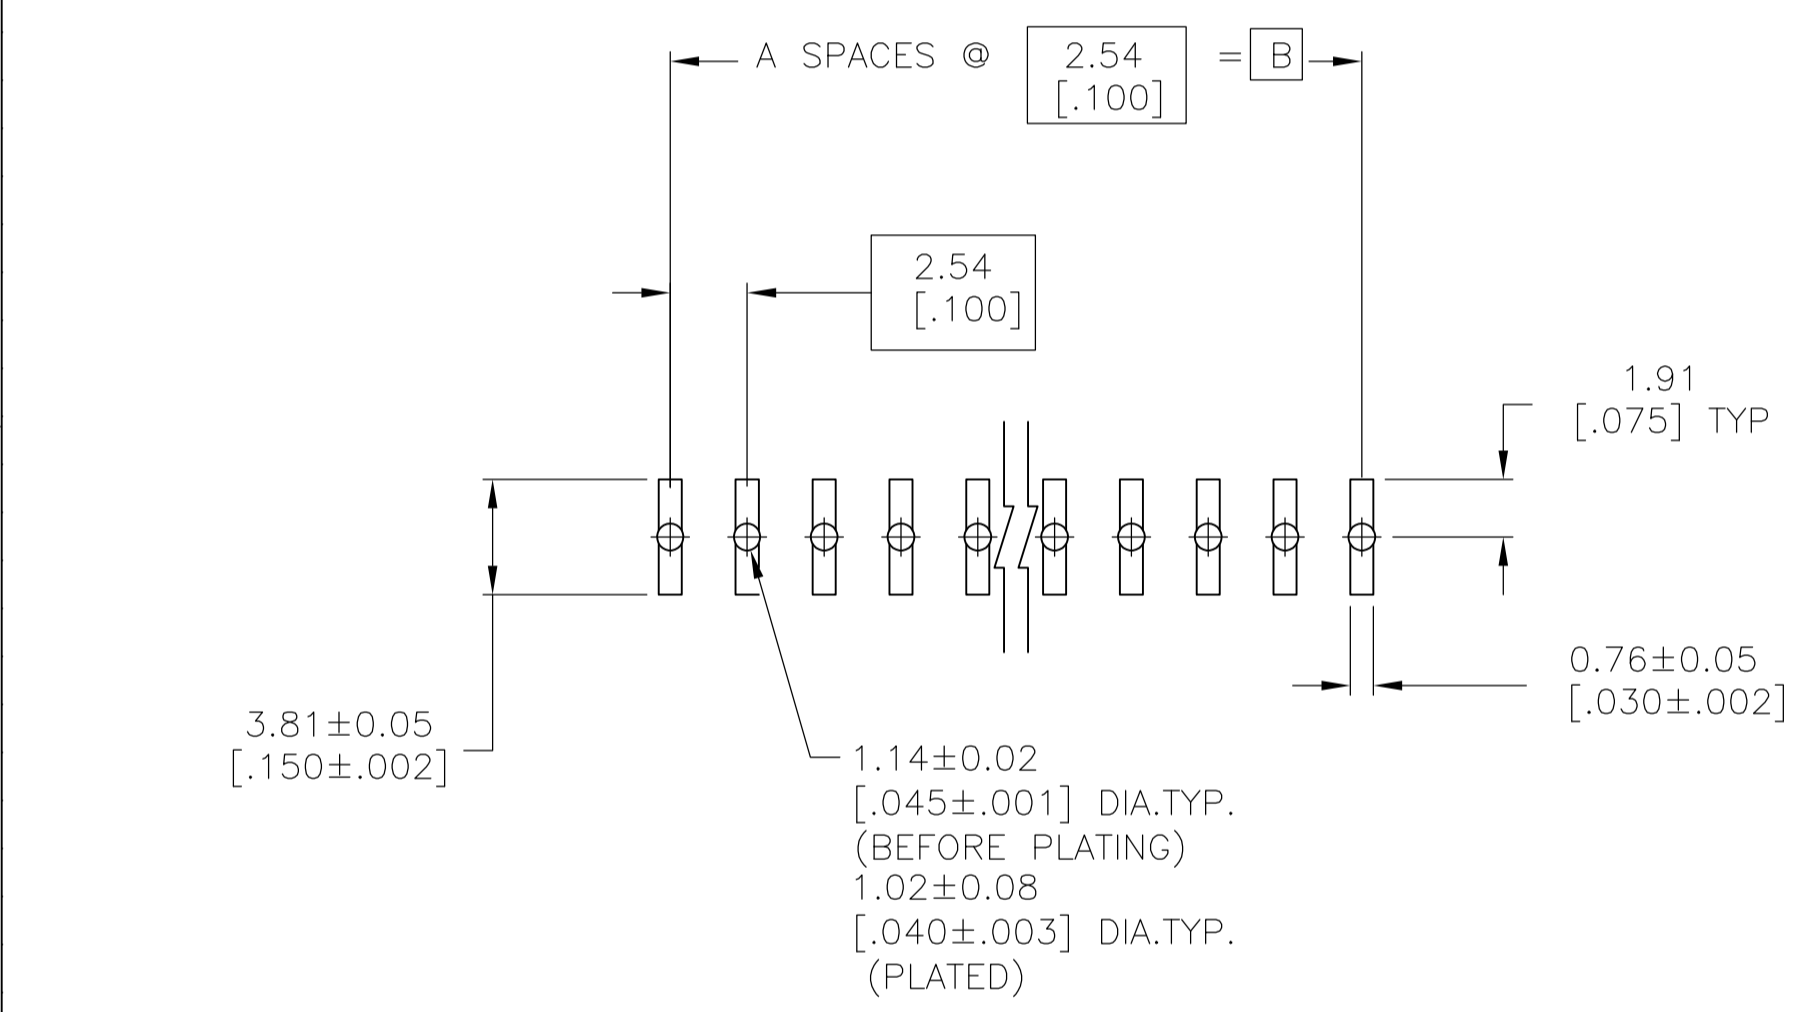 A SPACES @ 2.54 = B
[.100]
2.54
[.100]
1.91
[.075] TYP
0.76±0.05
[.030±.002]
3.81±0.05
[.150±.002]
1.14±0.02
[.045±.001] DIA.TYP.
(BEFORE PLATING)
1.02±0.08
[.040±.003] DIA.TYP.
(PLATED)